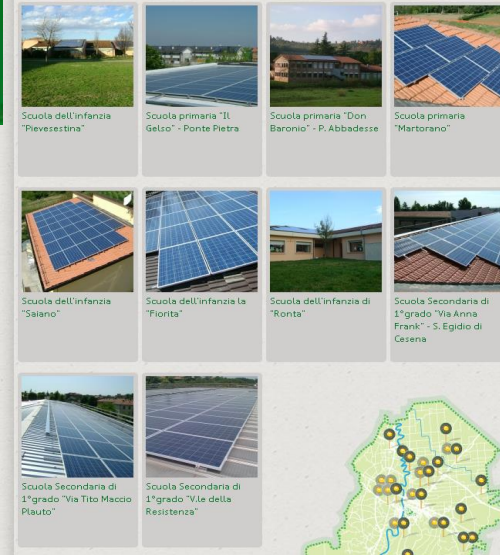 Scuola dell'infanzia
"Pievesestina"
Scuola primaria "Il
Gelso" - Ponte Pietra
Scuola primaria "Don
Baronio" - P. Abbadesse
Scuola primaria
"Martorano"
Scuola dell'infanzia
"Saiano"
Scuola dell'infanzia la
"Fiorita"
Scuola dell'infanzia di
"Ronta"
Scuola Secondaria di
1°grado "Via Anna
Frank" - S. Egidio di
Cesena
Scuola Secondaria di
1°grado "Via Tito Maccio
Plauto"
Scuola Secondaria di
1°grado "V.le della
Resistenza"